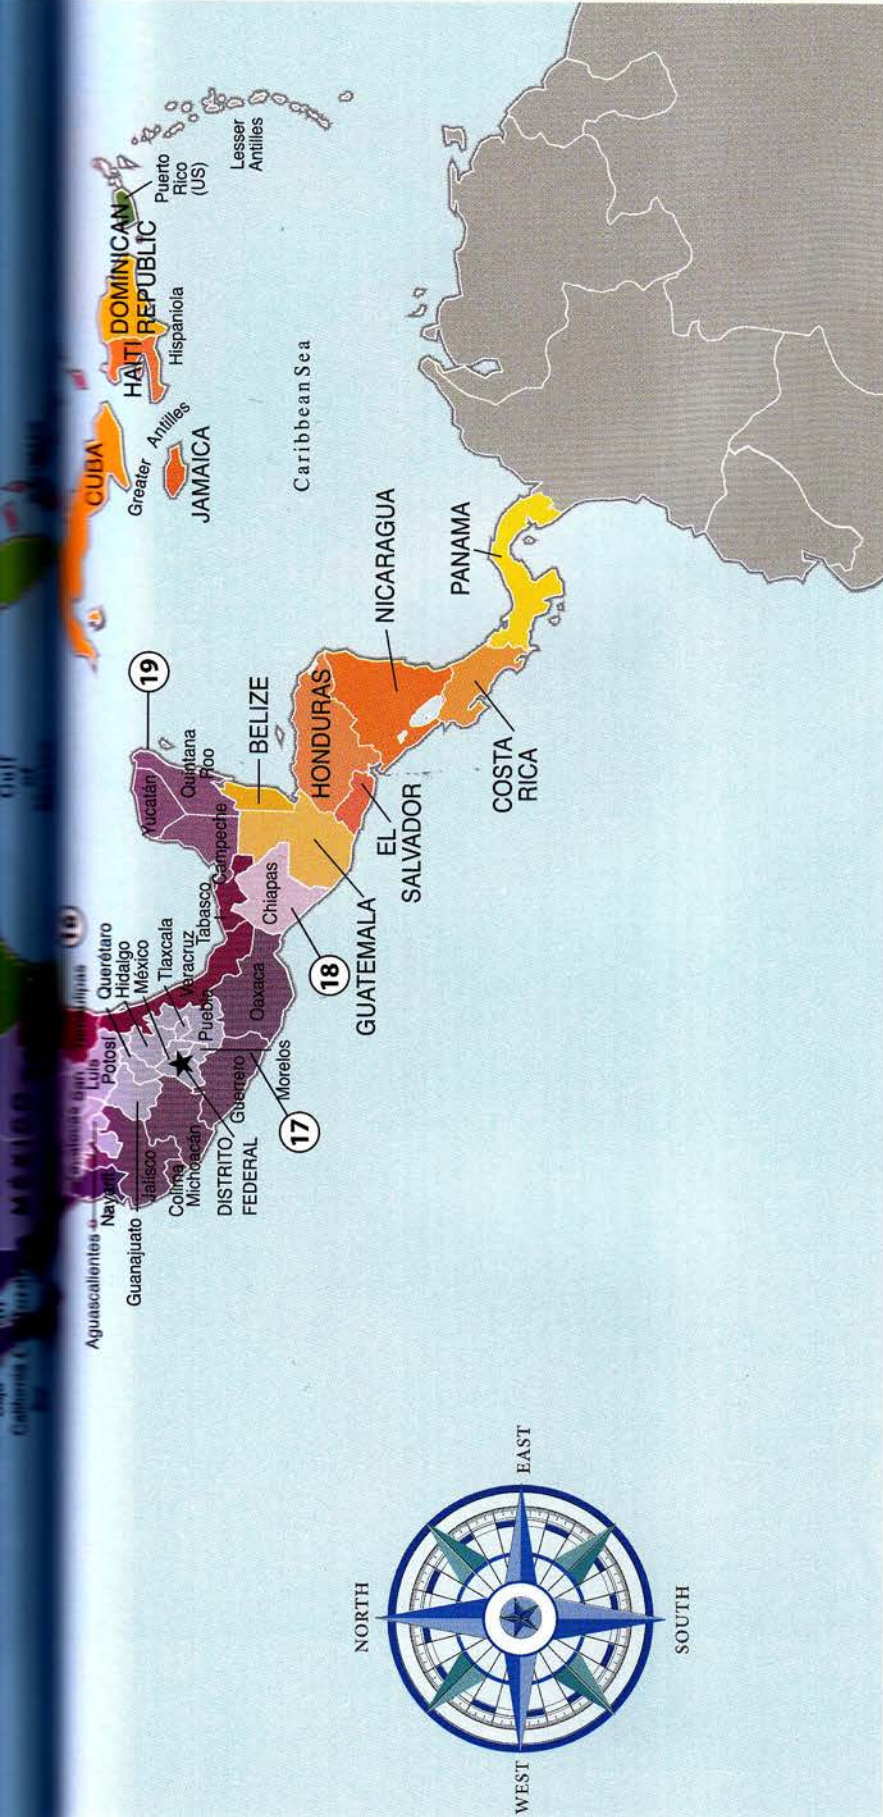 MÉXICO
Aguascalientes
Nayarit
San
Luis
Potosí
Tamaulipas
16
Querétaro
Hidalgo
México
Tlaxcala
Veracruz
Puebla
Tabasco
Campeche
Yucatán
Quintana
Roo
19
Guanajuato
Jalisco
Colima
Michoacán
DISTRITO
FEDERAL
Guerrero
Morelos
17
Oaxaca
Chiapas
18
GUATEMALA
BELIZE
HONDURAS
EL
SALVADOR
NICARAGUA
COSTA
RICA
PANAMA
CUBA
Greater Antilles
JAMAICA
HAITI
DOMINICAN
REPUBLIC
Hispaniola
Puerto
Rico
(US)
Lesser
Antilles
Caribbean Sea
NORTH
EAST
SOUTH
WEST